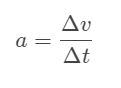 a = Δv / Δt